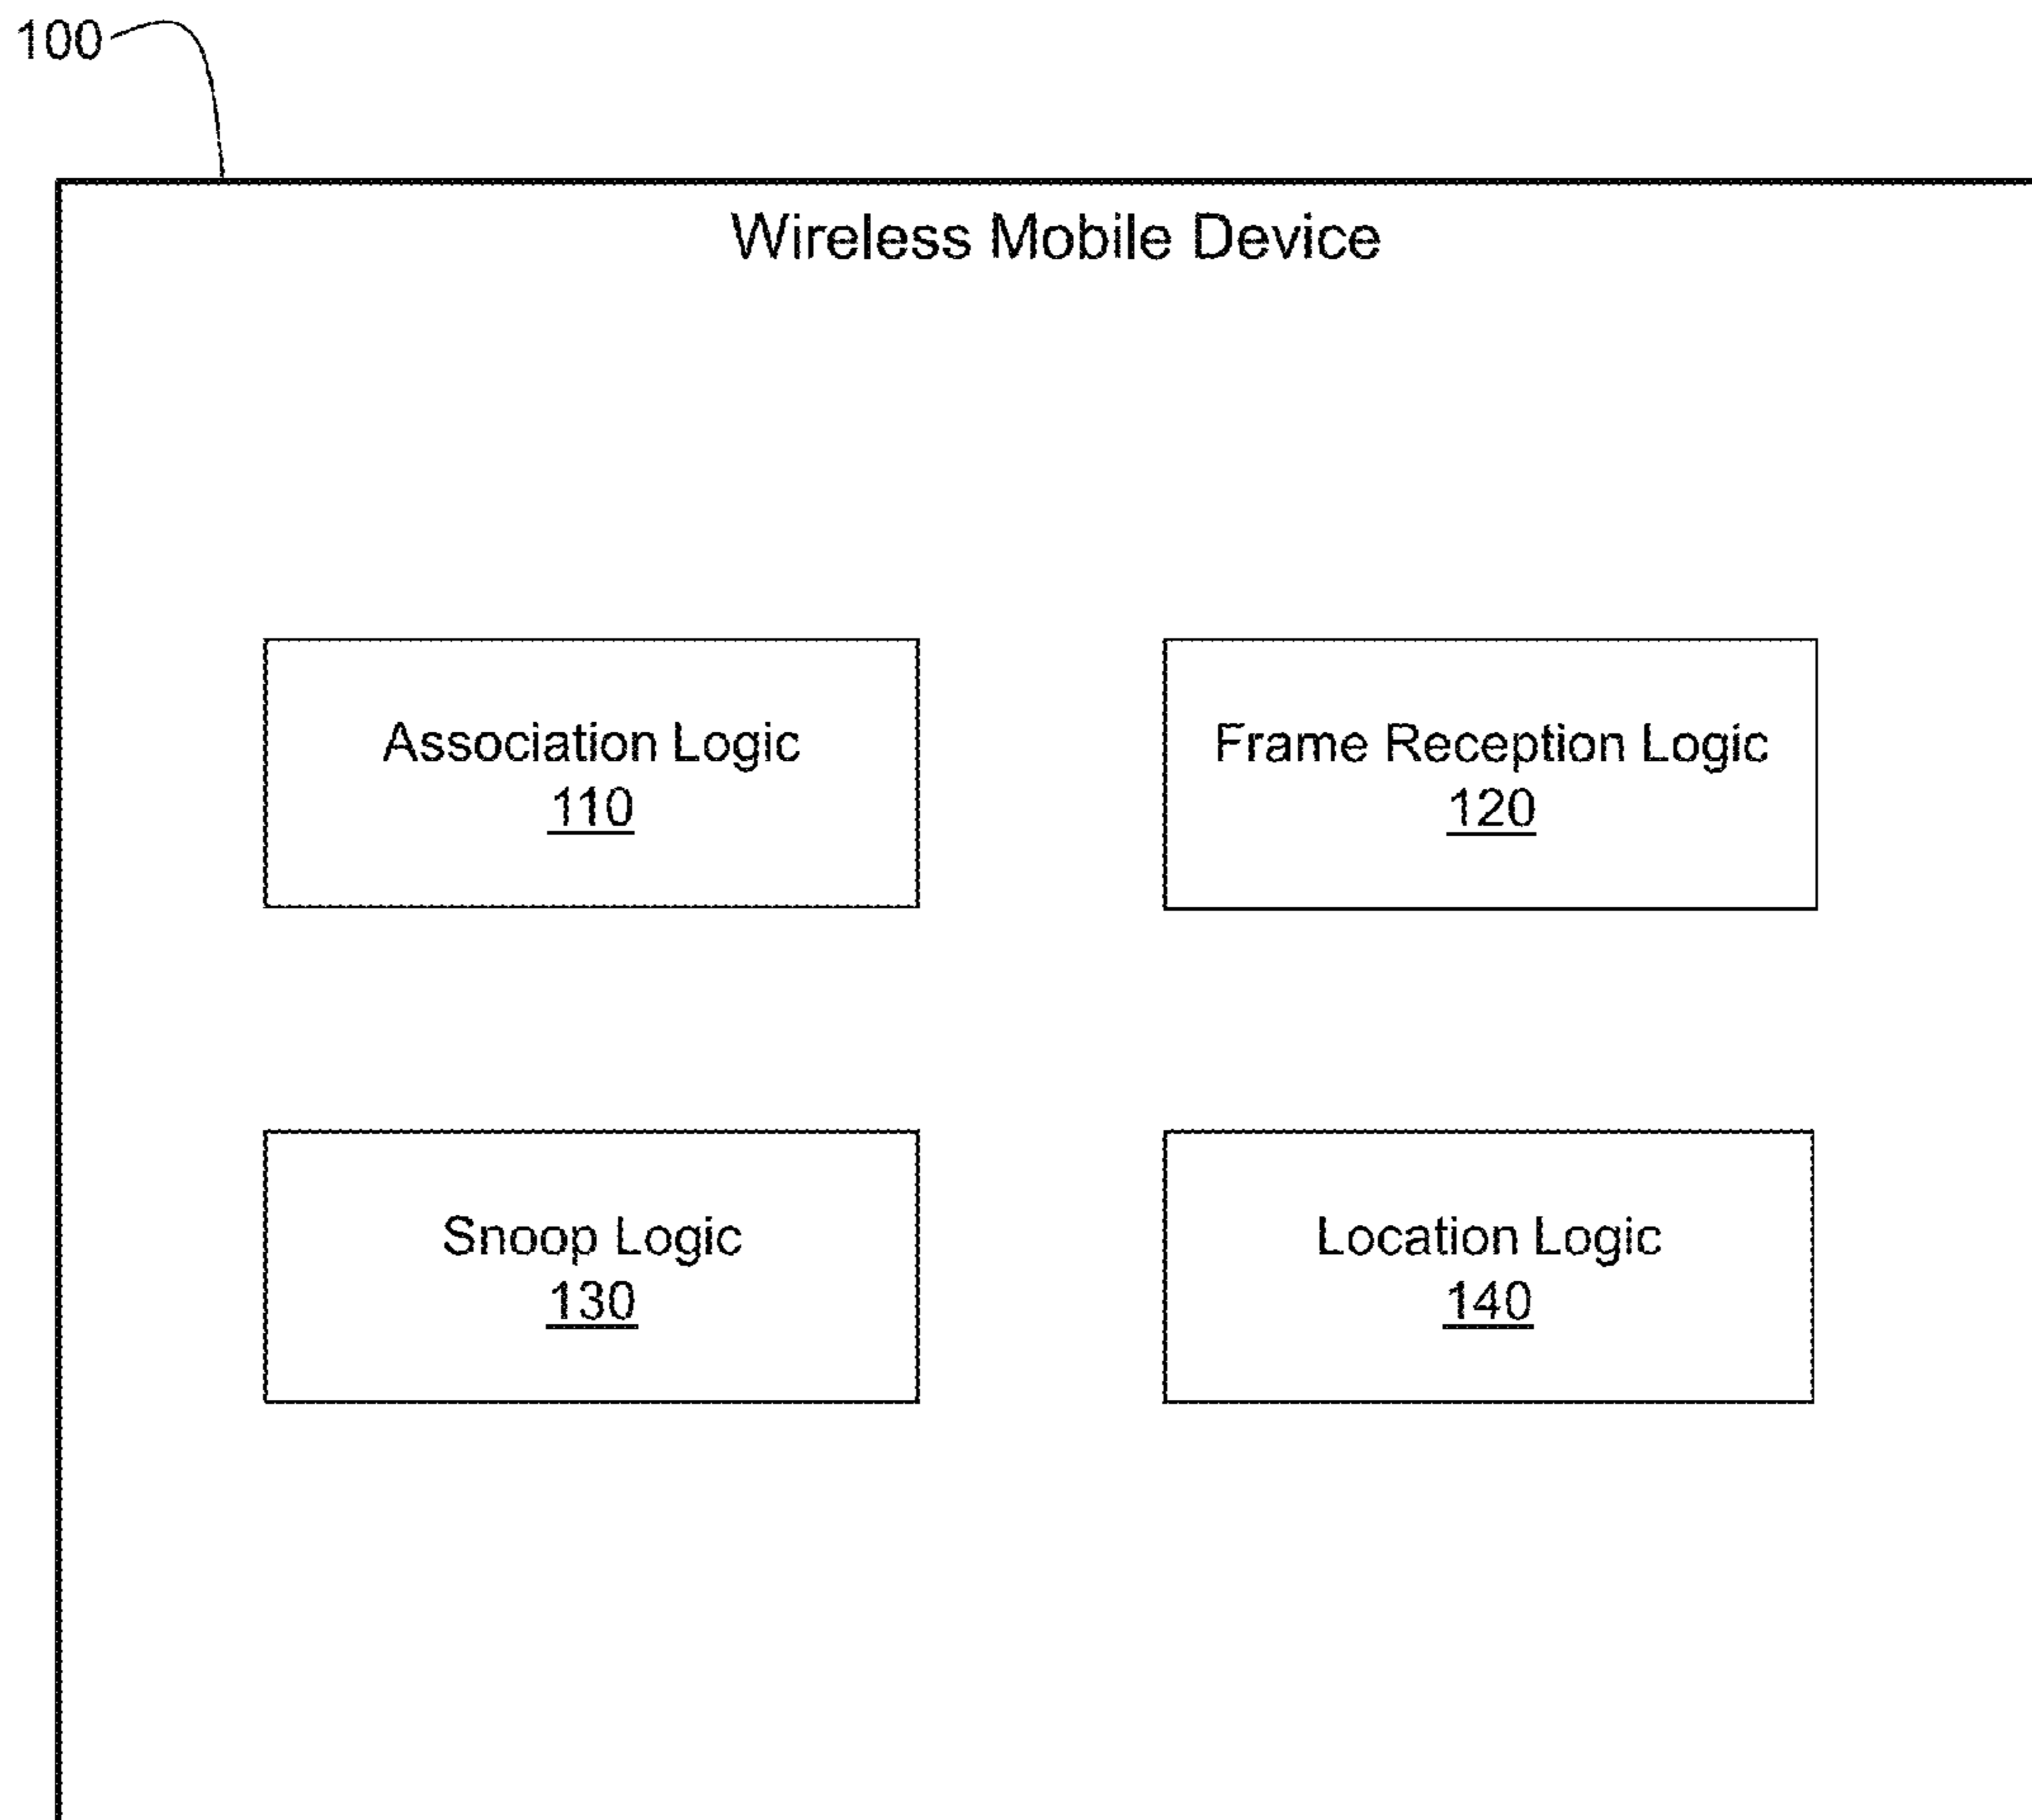 100
Wireless Mobile Device
Association Logic
110
Frame Reception Logic
120
Snoop Logic
130
Location Logic
140